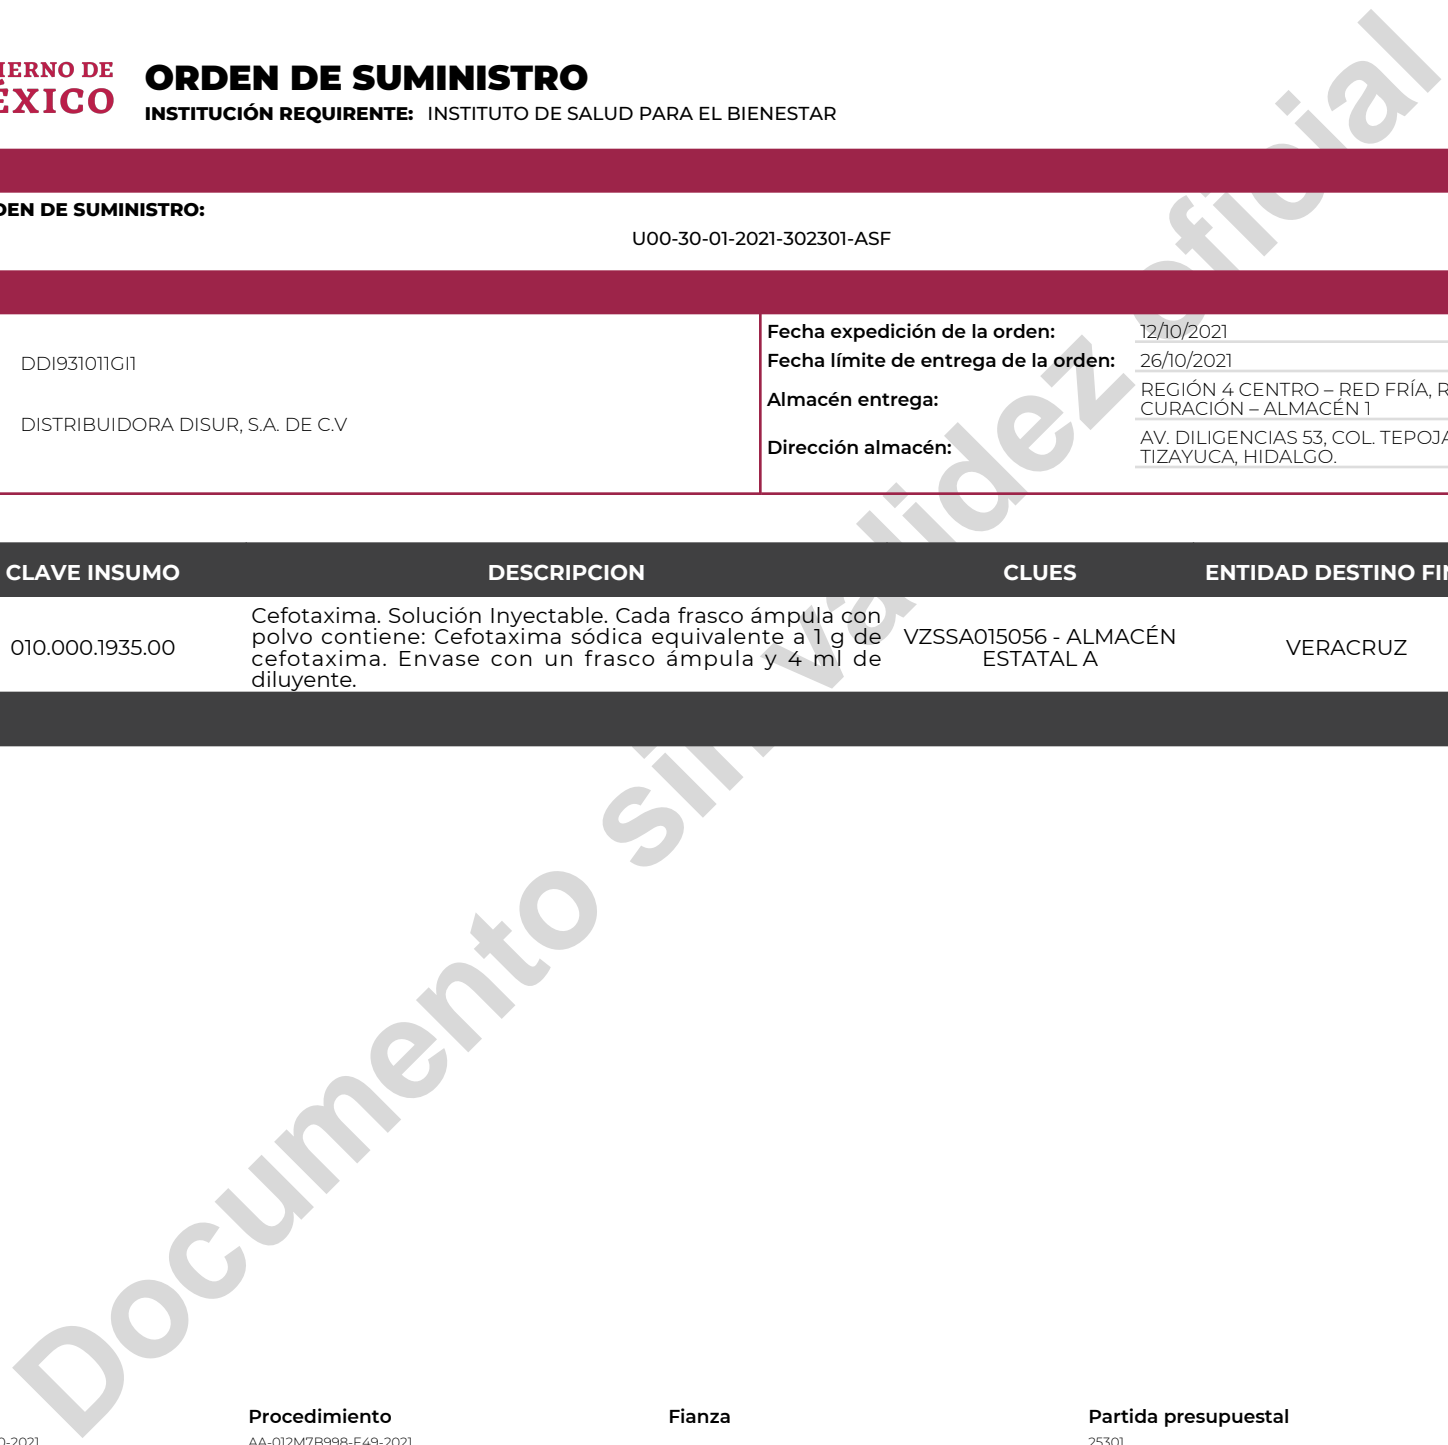 ORDEN DE SUMINISTRO
INSTITUCIÓN REQUIRENTE: INSTITUTO DE SALUD PARA EL BIENESTAR
DE
ÉXICO
DE SUMINISTRO:
U00-30-01-2021-302301-ASF
DDI931011GI1
DISTRIBUIDORA DISUR, S.A. DE C.V
Fecha expedición de la orden: 12/10/2021
Fecha límite de entrega de la orden: 26/10/2021
Almacén entrega: REGIÓN 4 CENTRO – RED FRÍA,
CURACIÓN – ALMACÉN 1
Dirección almacén: AV. DILIGENCIAS 53, COL.
TIZAYUCA, HIDALGO.
CLAVE INSUMO DESCRIPCION CLUES ENTIDAD DESTINO
010.000.1935.00
Cefotaxima. Solución Inyectable. Cada frasco ámpula con
polvo contiene: Cefotaxima sódica equivalente a 1 g de
cefotaxima. Envase con un frasco ámpula y 4 ml de
diluyente.
VZSSA015056 - ALMACÉN
ESTATAL A
VERACRUZ
Documento sin validez oficial
Procedimiento Fianza Partida presupuestal
AA-012M7B998-E49-2021 25301